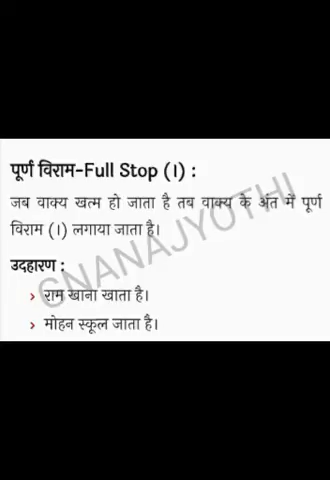 पूर्ण विराम-Full Stop (।) :
जब वाक्य खत्म हो जाता है तब वाक्य के अंत में पूर्ण
विराम (।) लगाया जाता है।
उदहारण :
› राम खाना खाता है।
› मोहन स्कूल जाता है।
GNANAJYOTHI